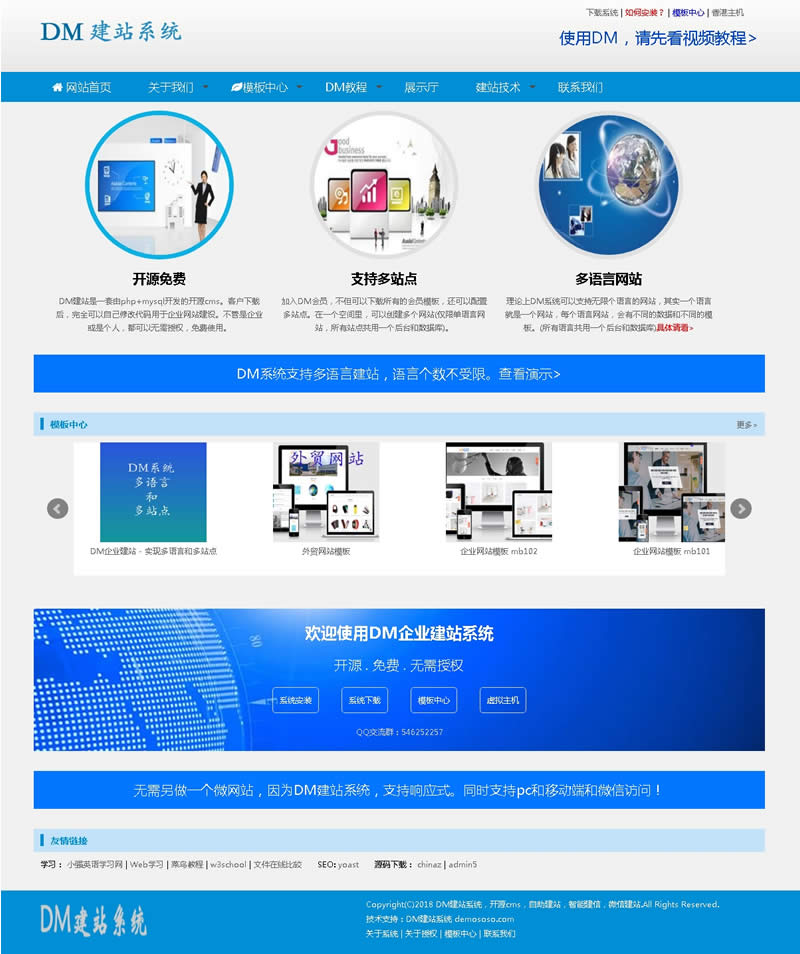 DM 建站系统
下载系统 | 如何安装？ | 模板中心 | 香港主机
使用DM，请先看视频教程>
网站首页 关于我们 模板中心 DM教程 展示厅 建站技术 联系我们
Good
business
开源免费
DM建站是一套由php+mysql开发的开源cms。客户下载
后，完全可以自己修改代码用于企业网站建设。不管是企业
或是个人，都可以无需授权，免费使用。
支持多站点
加入DM会员，不但可以下载所有的会员模板，还可以配置
多站点。在一个空间里，可以创建多个网站(仅限单语言网
站，所有站点共用一个后台和数据库)。
多语言网站
理论上DM系统可以支持无限个语言的网站，其实一个语言
就是一个网站，每个语言网站，会有不同的数据和不同的模
板。(所有语言共用一个后台和数据库)具体请看>
DM系统支持多语言建站，语言个数不受限。查看演示>
模板中心
更多>
DM系统
多语言
和
多站点
外贸网站
DM企业建站 - 实现多语言和多站点
外贸网站模板
企业网站模板 mb102
企业网站模板 mb101
欢迎使用DM企业建站系统
开源 . 免费 . 无需授权
系统安装 系统下载 模板中心 虚拟主机
QQ交流群：546252257
无需另做一个微网站，因为DM建站系统，支持响应式。同时支持pc和移动端和微信访问！
友情链接
学习： 小强英语学习网 | Web学习 | 菜鸟教程 | w3school | 文件在线比较 SEO: yoast 源码下载： chinaz | admin5
DM建站系统
Copyright(C)2018 DM建站系统，开源cms，自助建站，智能建信，微信建站.All Rights Reserved.
技术支持：DM建站系统 demososo.com
关于系统 | 关于授权 | 模板中心 | 联系我们